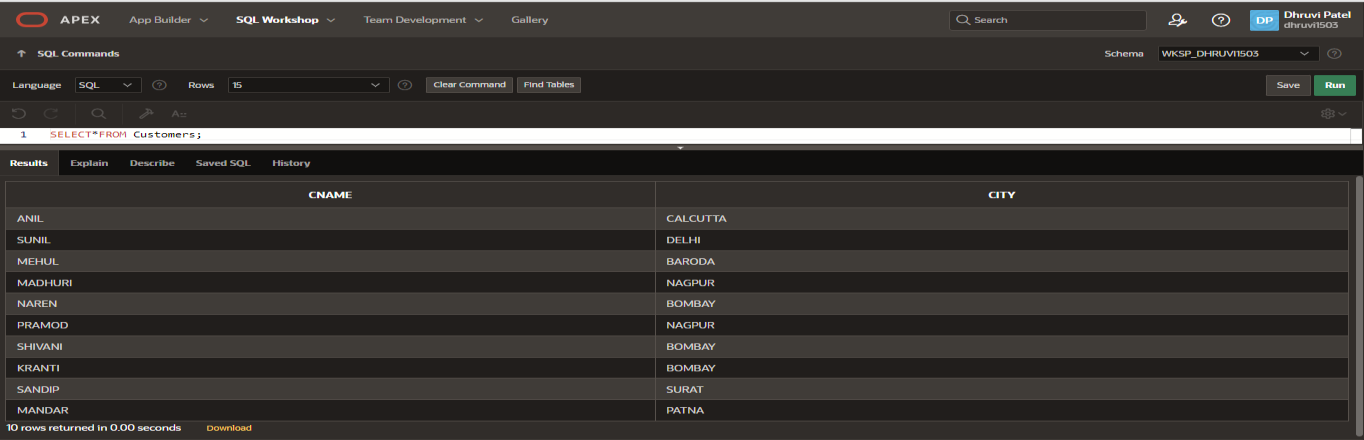 APEX App Builder SQL Workshop Team Development Gallery Search DP Dhruvi Patel
dhruvi1503
SQL Commands Schema WKSP_DHRUVI1503
Language SQL Rows 15 Clear Command Find Tables Save Run
1 SELECT*FROM Customers;
Results Explain Describe Saved SQL History
CNAME CITY
ANIL CALCUTTA
SUNIL DELHI
MEHUL BARODA
MADHURI NAGPUR
NAREN BOMBAY
PRAMOD NAGPUR
SHIVANI BOMBAY
KRANTI BOMBAY
SANDIP SURAT
MANDAR PATNA
10 rows returned in 0.00 seconds Download